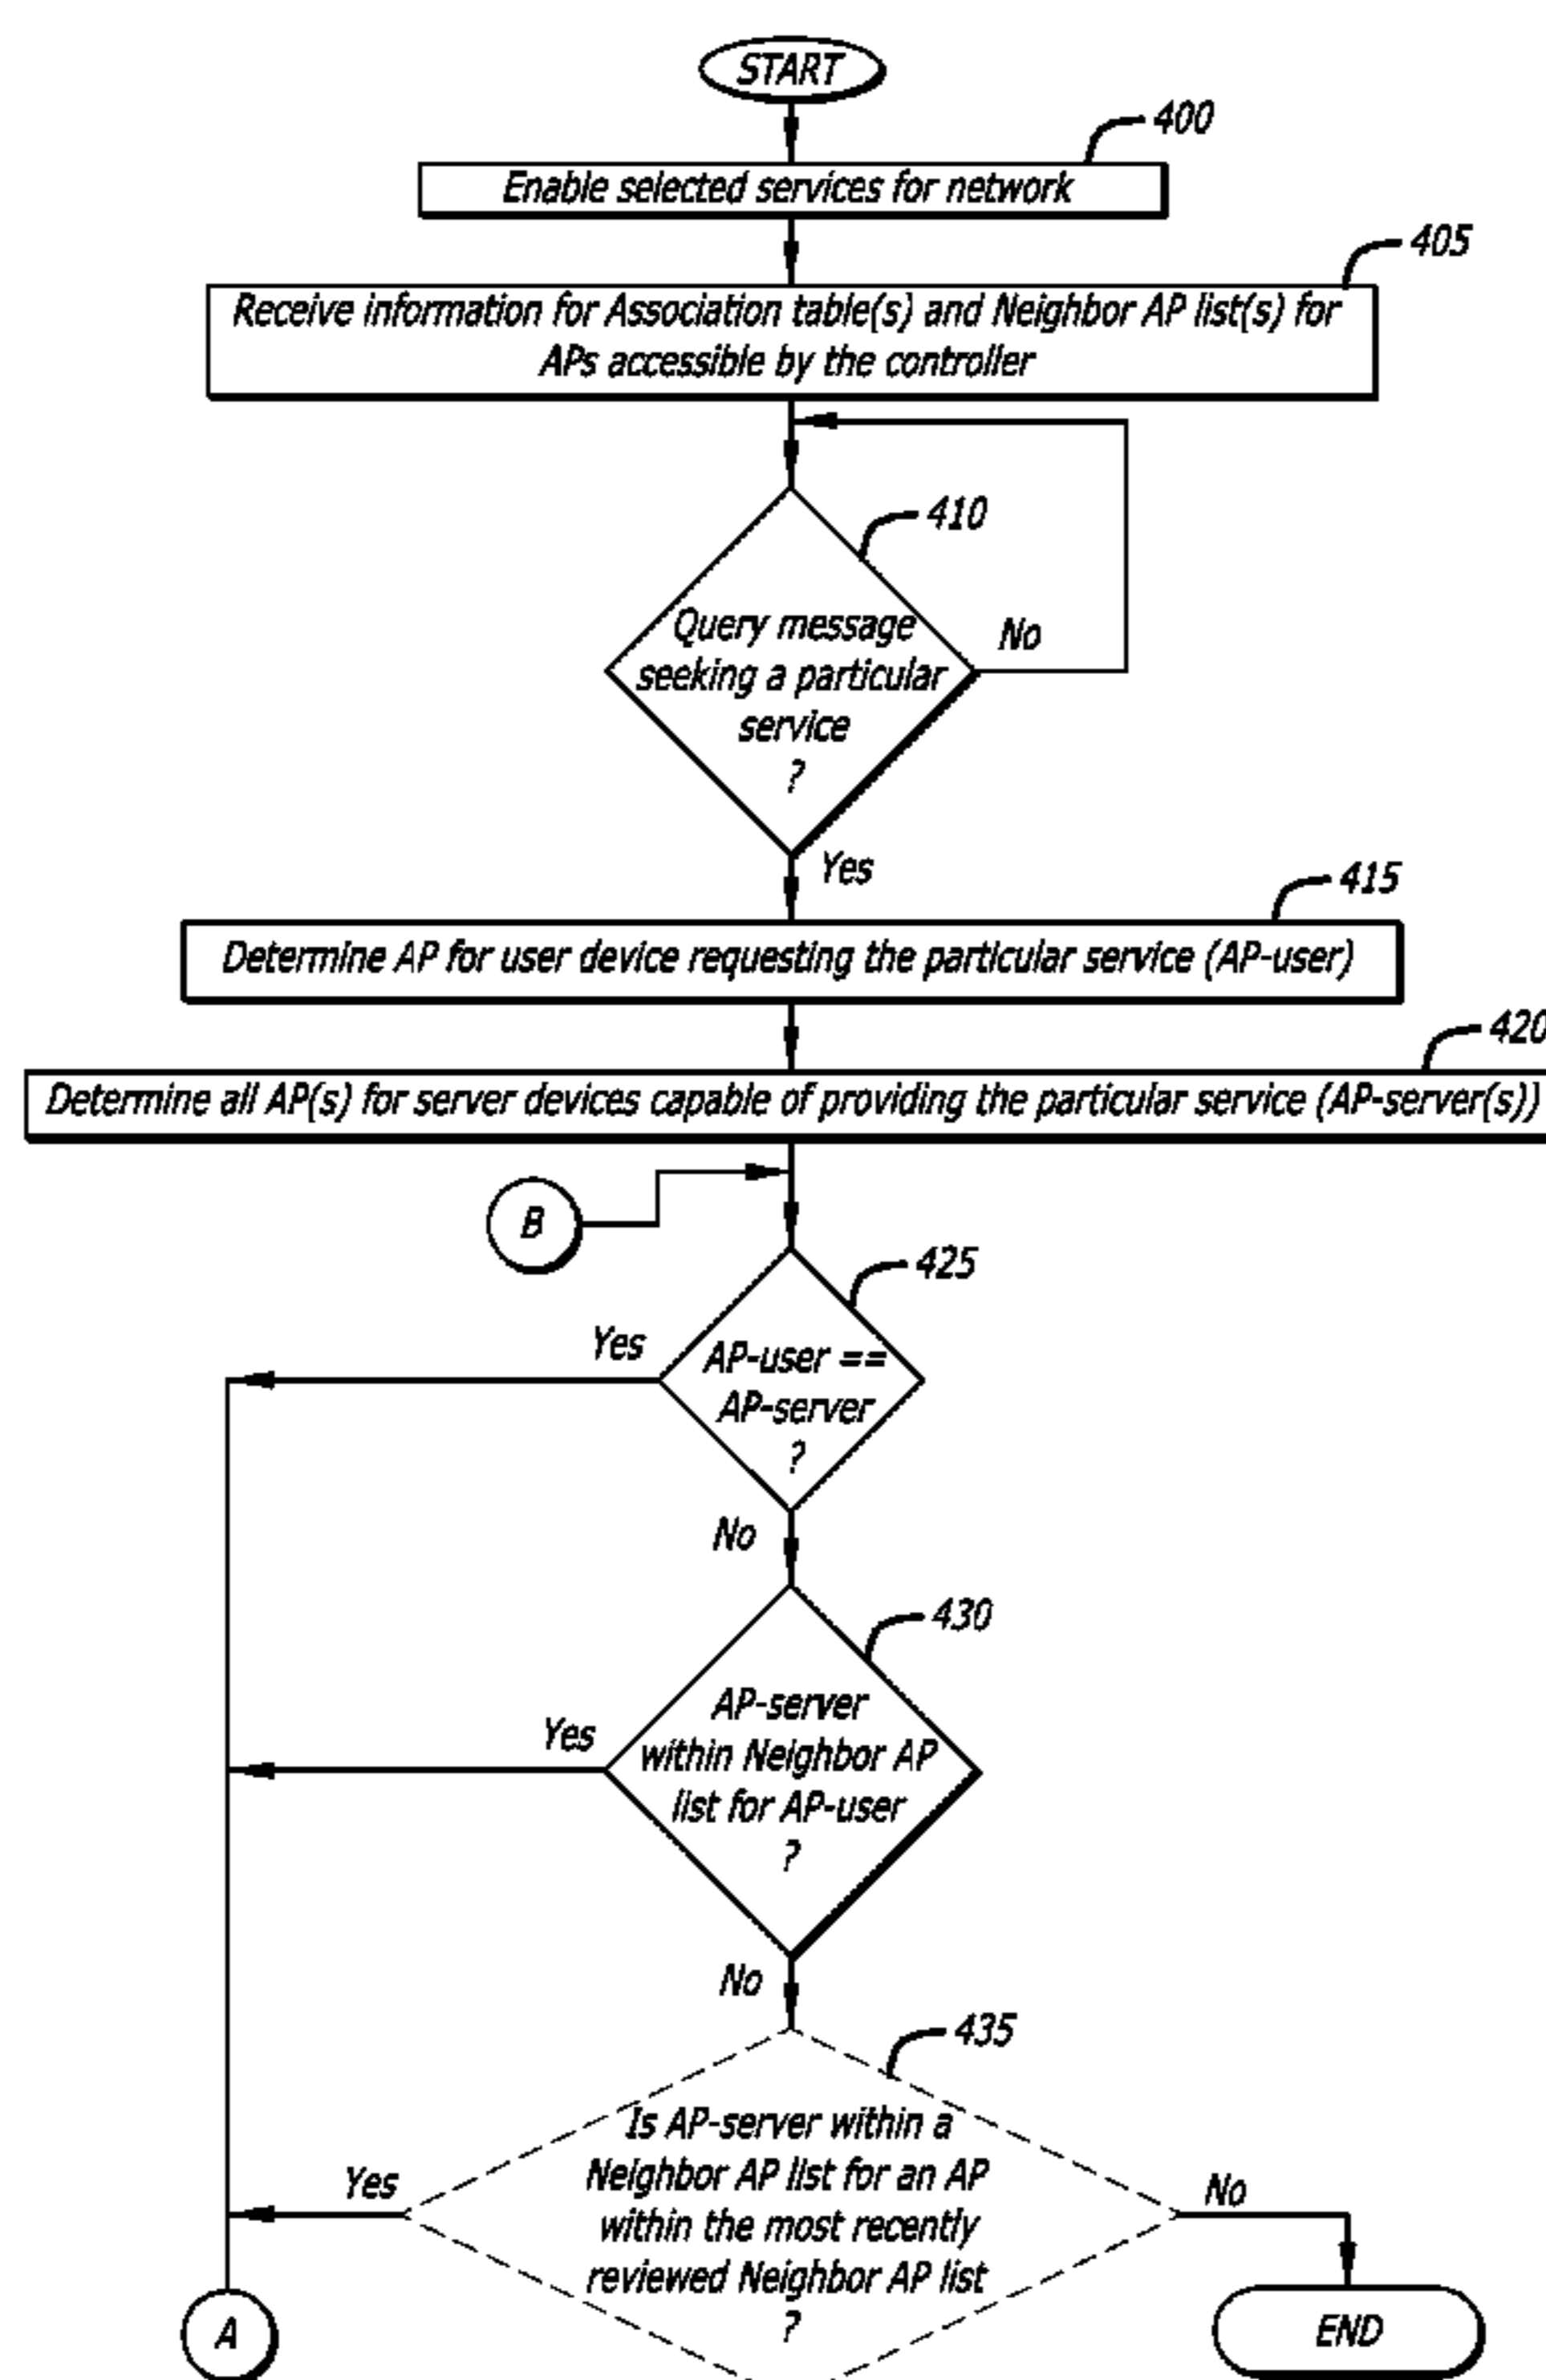 START
400
Enable selected services for network
405
Receive information for Association table(s) and Neighbor AP list(s) for
APs accessible by the controller
410
Query message
seeking a particular
service
?
No
Yes
415
Determine AP for user device requesting the particular service (AP-user)
420
Determine all AP(s) for server devices capable of providing the particular service (AP-server(s))
B
425
Yes
AP-user ==
AP-server
?
No
430
AP-server
Yes
within Neighbor AP
list for AP-user
?
No
435
Is AP-server within a
Neighbor AP list for an AP
Yes
No
within the most recently
reviewed Neighbor AP list
?
A
END